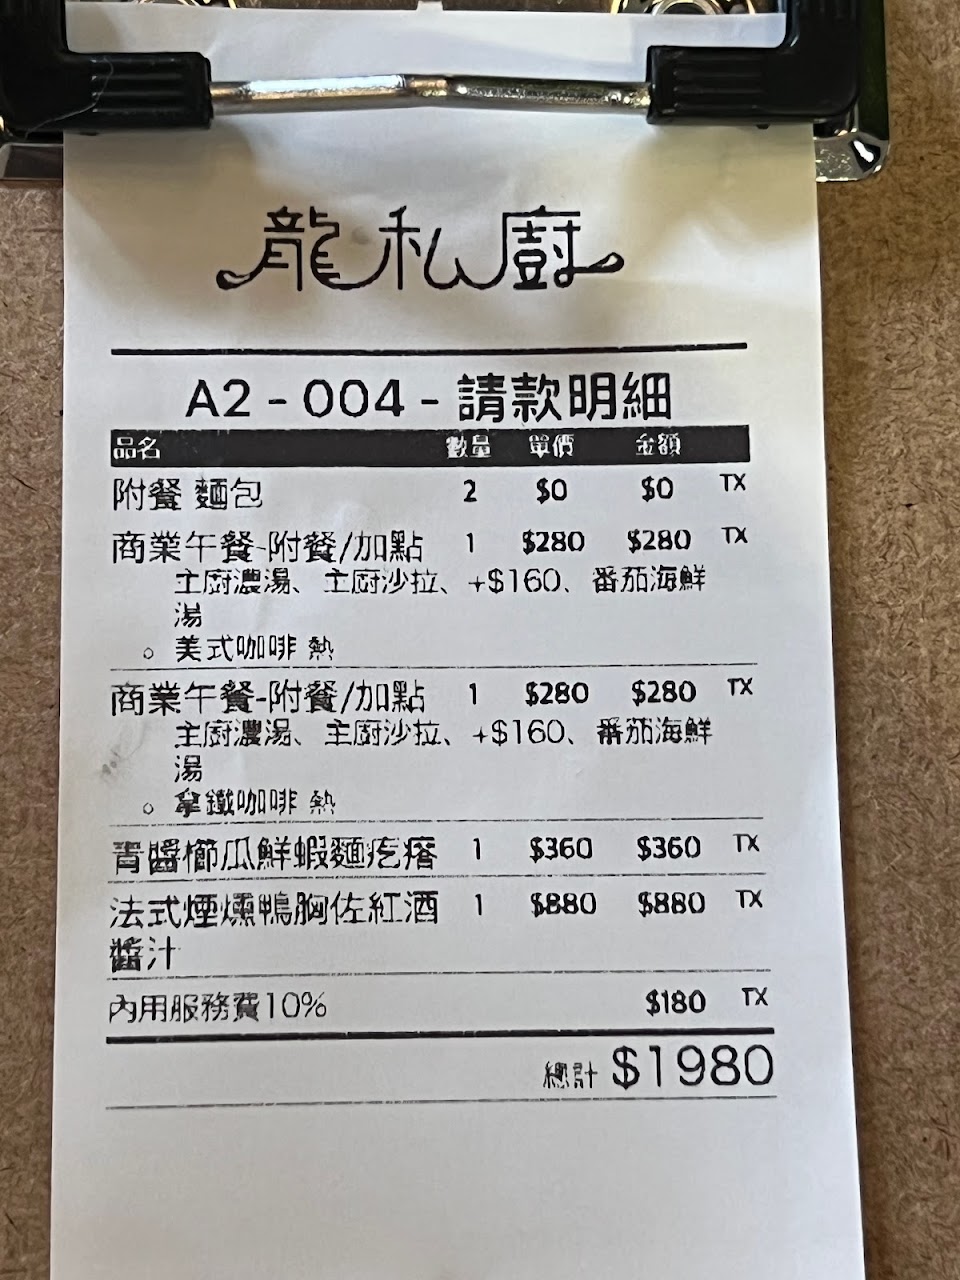 龍私廚
A2 - 004 - 請款明細
品名 數量 單價 金額
附餐 麵包 2 $0 $0 TX
商業午餐-附餐/加點 1 $280 $280 TX
主廚濃湯、主廚沙拉、+$160、番茄海鮮
湯
。美式咖啡 熱
商業午餐-附餐/加點 1 $280 $280 TX
主廚濃湯、主廚沙拉、+$160、番茄海鮮
湯
。拿鐵咖啡 熱
青醬櫛瓜鮮蝦麵疙瘩 1 $360 $360 TX
法式煙燻鴨胸佐紅酒 1 $880 $880 TX
醬汁
內用服務費10% $180 TX
總計 $1980